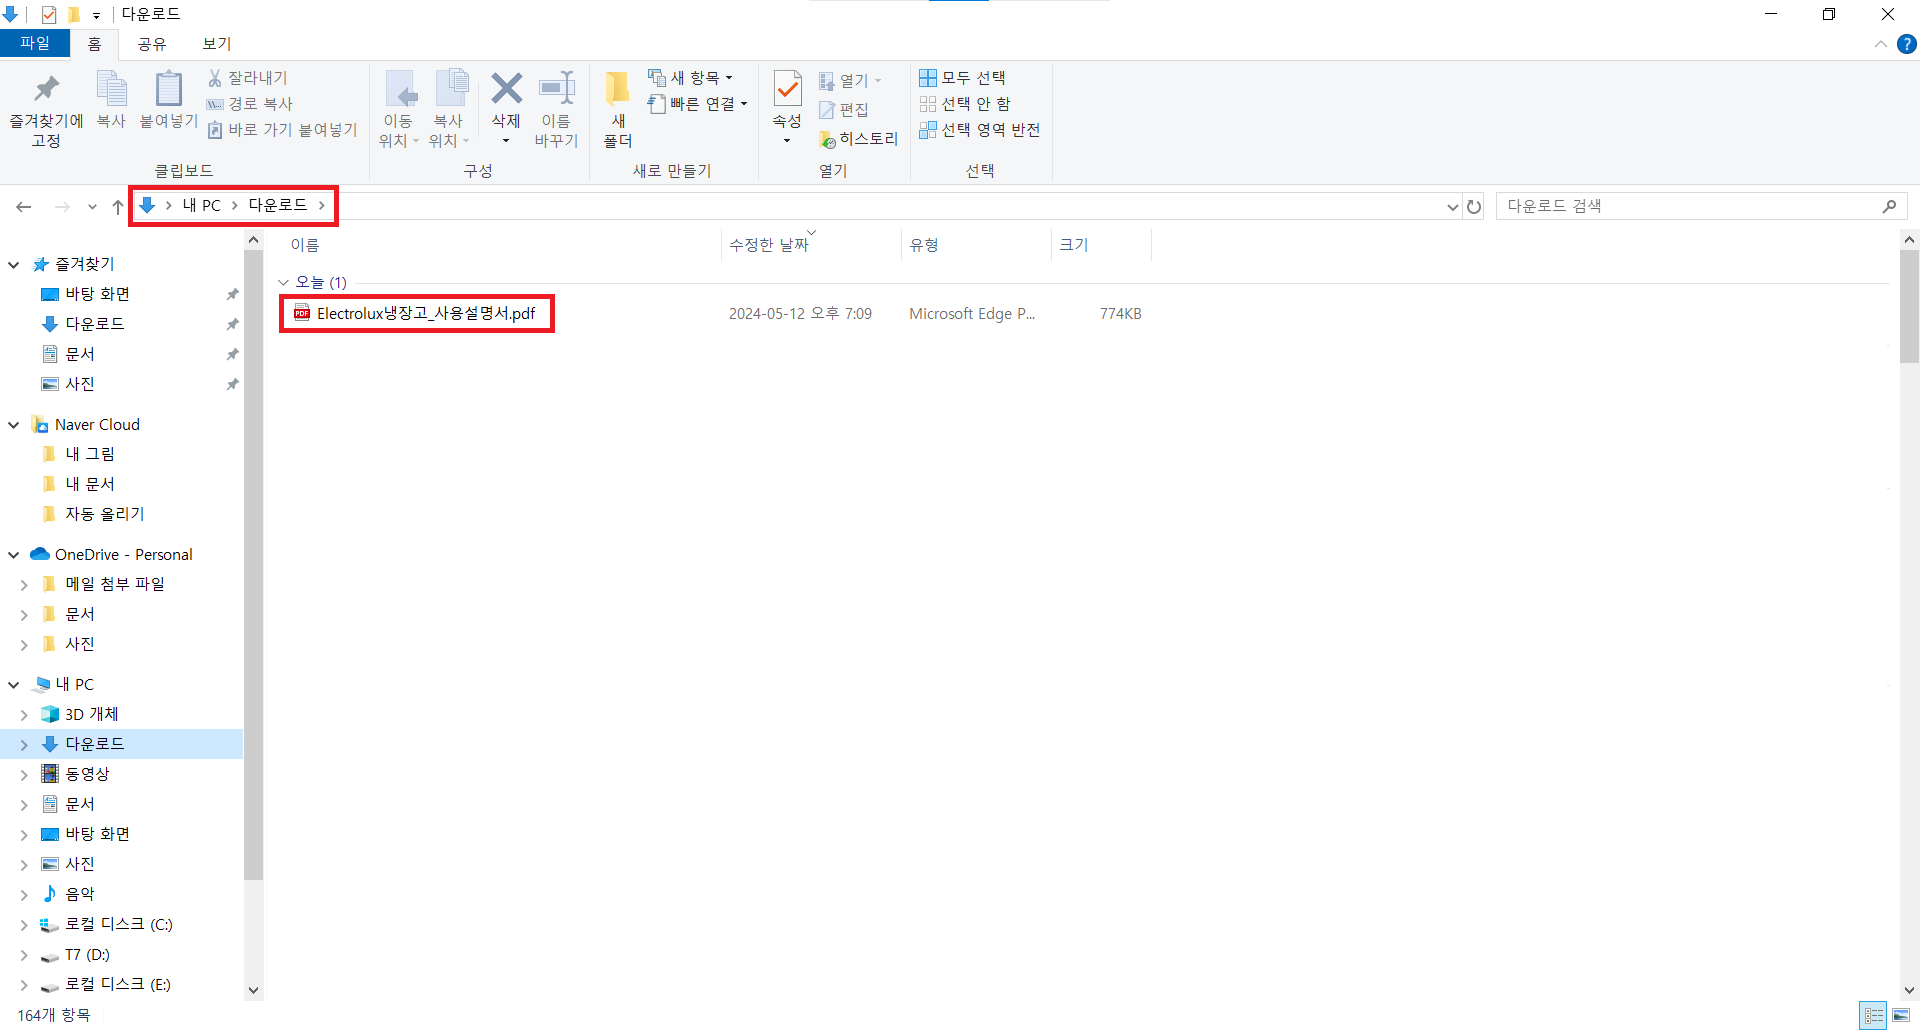 다운로드
파일 홈 공유 보기
즐겨찾기에 고정
복사
붙여넣기
잘라내기
경로 복사
바로 가기 붙여넣기
클립보드
이동 위치
복사 위치
삭제
이름 바꾸기
구성
새 폴더
새 항목
빠른 연결
새로 만들기
속성
열기
편집
히스토리
열기
모두 선택
선택 안 함
선택 영역 반전
선택
내 PC > 다운로드 >
다운로드 검색
즐겨찾기
바탕 화면
다운로드
문서
사진
Naver Cloud
내 그림
내 문서
자동 올리기
OneDrive - Personal
메일 첨부 파일
문서
사진
내 PC
3D 개체
다운로드
동영상
문서
바탕 화면
사진
음악
로컬 디스크 (C:)
T7 (D:)
로컬 디스크 (E:)
이름 수정한 날짜 유형 크기
오늘 (1)
Electrolux냉장고_사용설명서.pdf 2024-05-12 오후 7:09 Microsoft Edge P... 774KB
164개 항목